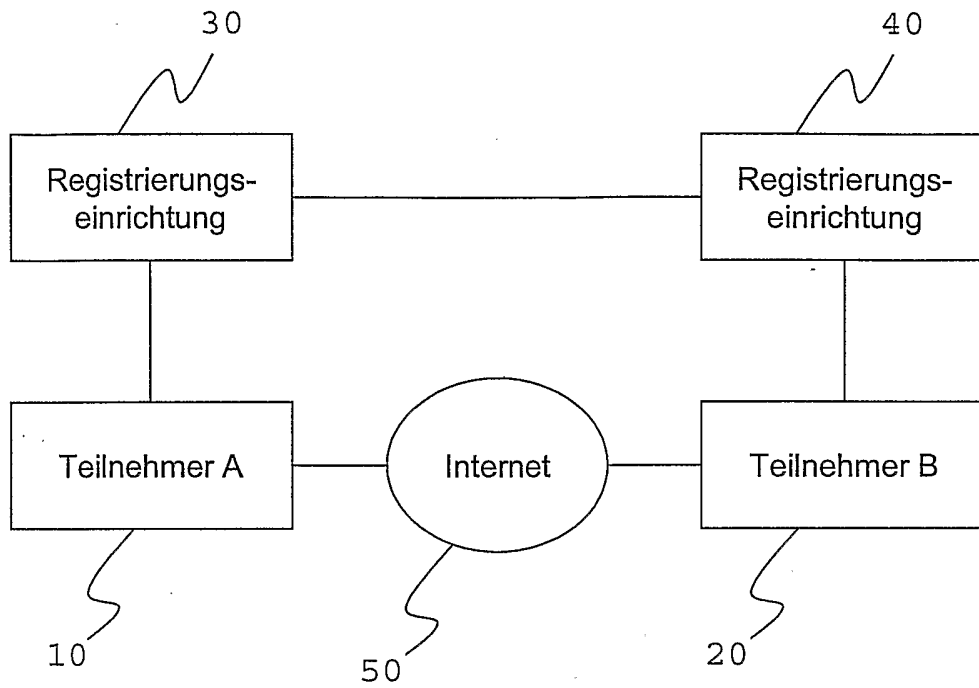 30
40
Registrierungs-
einrichtung
Registrierungs-
einrichtung
Teilnehmer A
Internet
Teilnehmer B
10
50
20